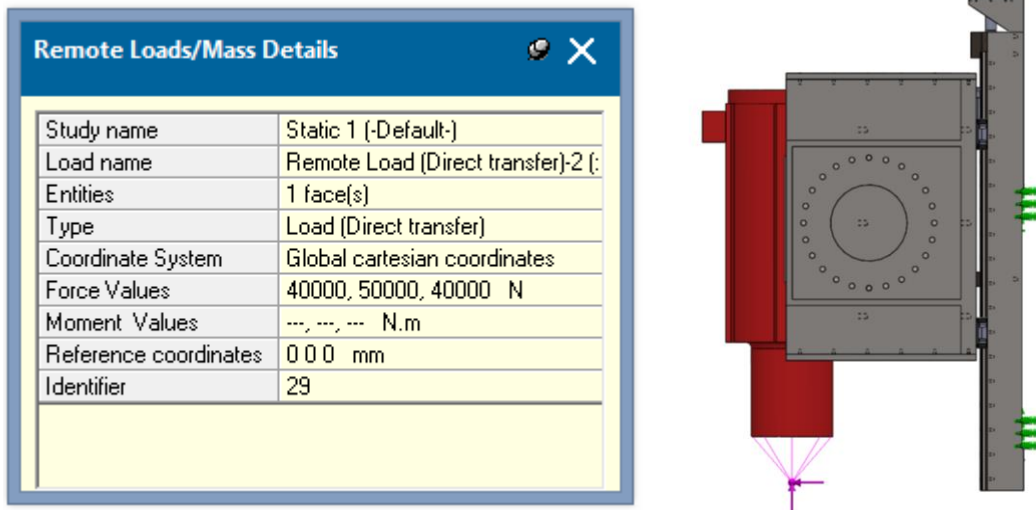 Remote Loads/Mass Details
Study name Static 1 (-Default-)
Load name Remote Load (Direct transfer)-2 (:
Entities 1 face(s)
Type Load (Direct transfer)
Coordinate System Global cartesian coordinates
Force Values 40000, 50000, 40000 N
Moment Values ---, ---, --- N.m
Reference coordinates 0 0 0 mm
Identifier 29